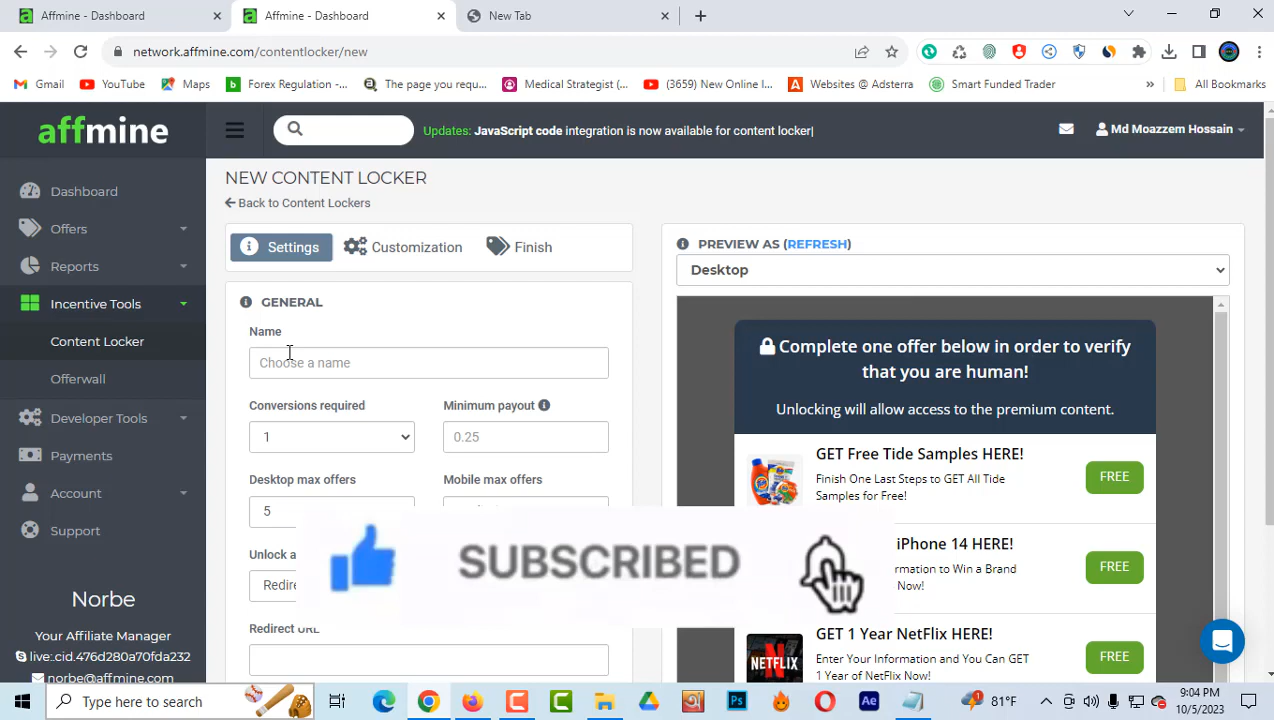 Affmine - Dashboard
Affmine - Dashboard
New Tab
network.affmine.com/contentlocker/new
Gmail
YouTube
Maps
Forex Regulation -...
The page you requ...
Medical Strategist (...
(3659) New Online I...
Websites @ Adsterra
Smart Funded Trader
»
All Bookmarks
affmine
Updates: JavaScript code integration is now available for content locker|
Md Moazzem Hossain
Dashboard
Offers
Reports
Incentive Tools
Content Locker
Offerwall
Developer Tools
Payments
Account
Support
Norbe
Your Affiliate Manager
live:.cid.476d280a70fda232
norbe@affmine.com
NEW CONTENT LOCKER
Back to Content Lockers
Settings
Customization
Finish
GENERAL
Name
Choose a name
Conversions required
Minimum payout
1
0.25
Desktop max offers
Mobile max offers
5
Unlock a
Redire
Redirect URL
SUBSCRIBED
PREVIEW AS (REFRESH)
Desktop
Complete one offer below in order to verify
that you are human!
Unlocking will allow access to the premium content.
GET Free Tide Samples HERE!
Finish One Last Steps to GET All Tide
Samples for Free!
FREE
iPhone 14 HERE!
rmation to Win a Brand
Now!
FREE
NETFLIX
GET 1 Year NetFlix HERE!
Enter Your Information and You Can GET
1 Year of NetFlix Now!
FREE
Type here to search
Ps
Ae
1
81°F
9:04 PM
10/5/2023